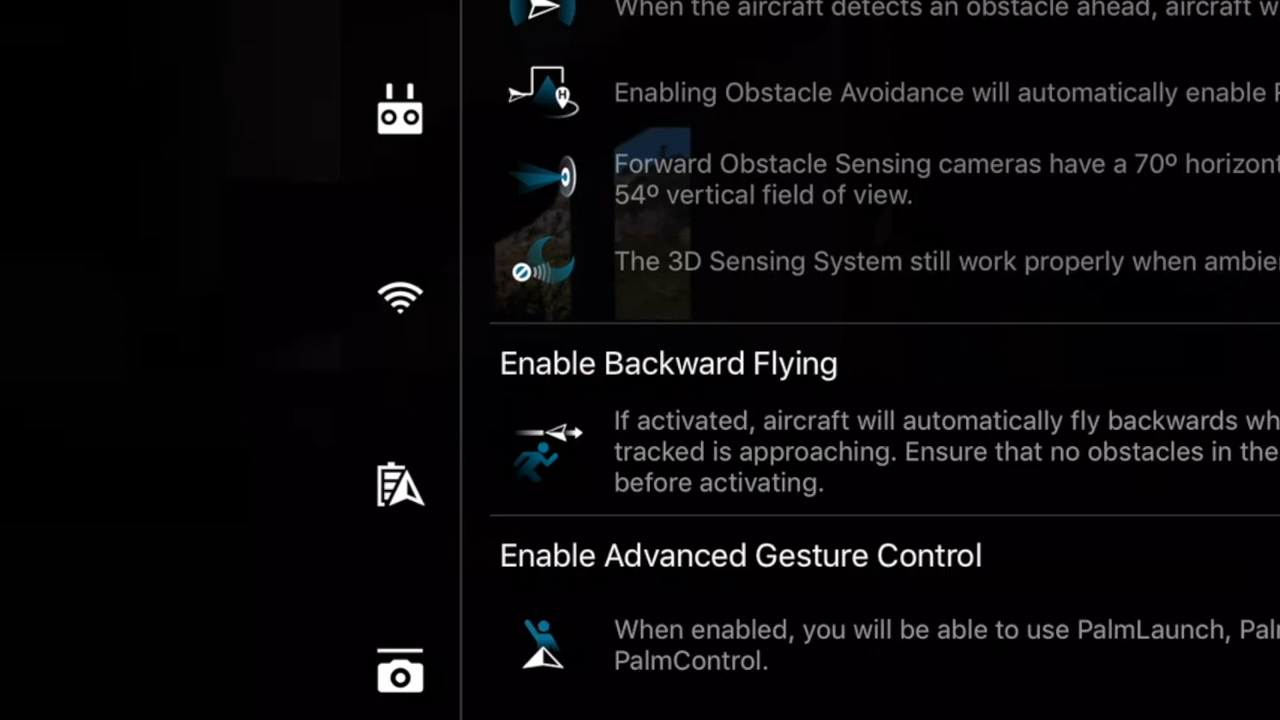 When the aircraft detects an obstacle ahead, aircraft w
Enabling Obstacle Avoidance will automatically enable
Forward Obstacle Sensing cameras have a 70º horizont
54º vertical field of view.
The 3D Sensing System still work properly when ambie
Enable Backward Flying
If activated, aircraft will automatically fly backwards wh
tracked is approaching. Ensure that no obstacles in the
before activating.
Enable Advanced Gesture Control
When enabled, you will be able to use PalmLaunch, Pal
PalmControl.